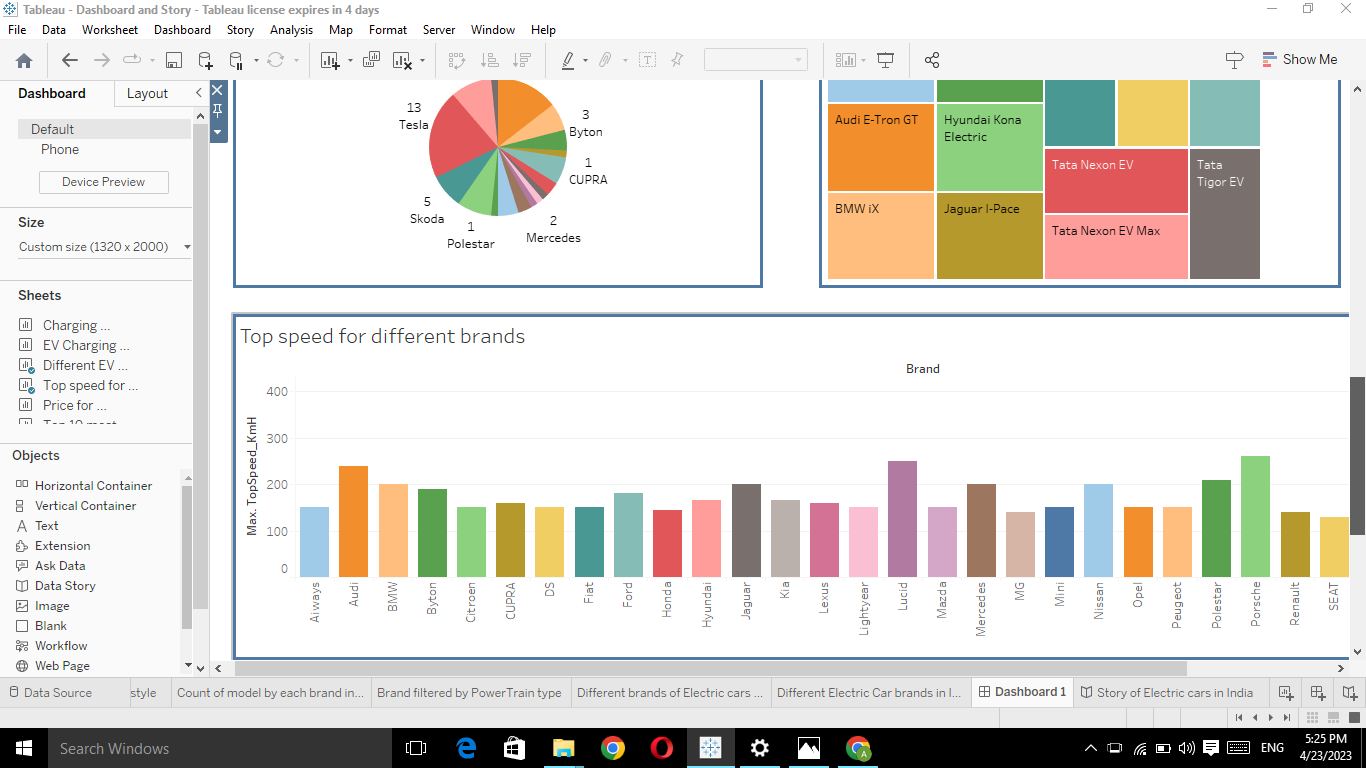 Tableau - Dashboard and Story - Tableau license expires in 4 days
File Data Worksheet Dashboard Story Analysis Map Format Server Window Help
Show Me
Dashboard Layout
Default
Phone
Device Preview
Size
Custom size (1320 x 2000)
Sheets
Charging ...
EV Charging ...
Different EV ...
Top speed for ...
Price for ...
Objects
Horizontal Container
Vertical Container
Text
Extension
Ask Data
Data Story
Image
Blank
Workflow
Web Page
13
Tesla
3
Byton
1
CUPRA
5
Skoda
1
Polestar
2
Mercedes
Audi E-Tron GT
Hyundai Kona
Electric
BMW iX
Jaguar I-Pace
Tata Nexon EV
Tata
Tigor EV
Tata Nexon EV Max
Top speed for different brands
Brand
Max. TopSpeed_KmH
400
300
200
100
0
Aiways
Audi
BMW
Byton
Citroen
CUPRA
DS
Fiat
Ford
Honda
Hyundai
Jaguar
Kia
Lexus
Lightyear
Lucid
Mazda
Mercedes
MG
Mini
Nissan
Opel
Peugeot
Polestar
Porsche
Renault
SEAT
Data Source
style
Count of model by each brand in...
Brand filtered by PowerTrain type
Different brands of Electric cars ...
Different Electric Car brands in I...
Dashboard 1
Story of Electric cars in India
Search Windows
ENG
5:25 PM
4/23/2023